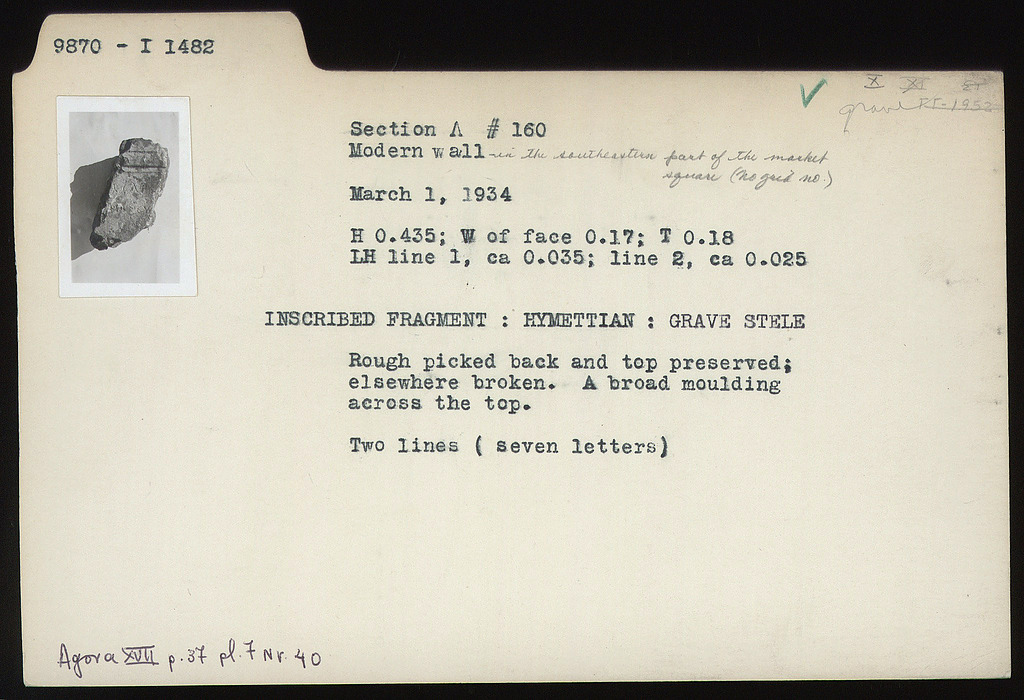 9870 - I 1482
X XI
grave PI-1953
Section Λ # 160
Modern wall - in the southeastern part of the market
square (No grid no.)
March 1, 1934
H 0.435; W of face 0.17; T 0.18
LH line 1, ca 0.035; line 2, ca 0.025
INSCRIBED FRAGMENT : HYMETTIAN : GRAVE STELE
Rough picked back and top preserved;
elsewhere broken. A broad moulding
across the top.
Two lines ( seven letters)
Agora XVII p.37 pl.7 Nr. 40